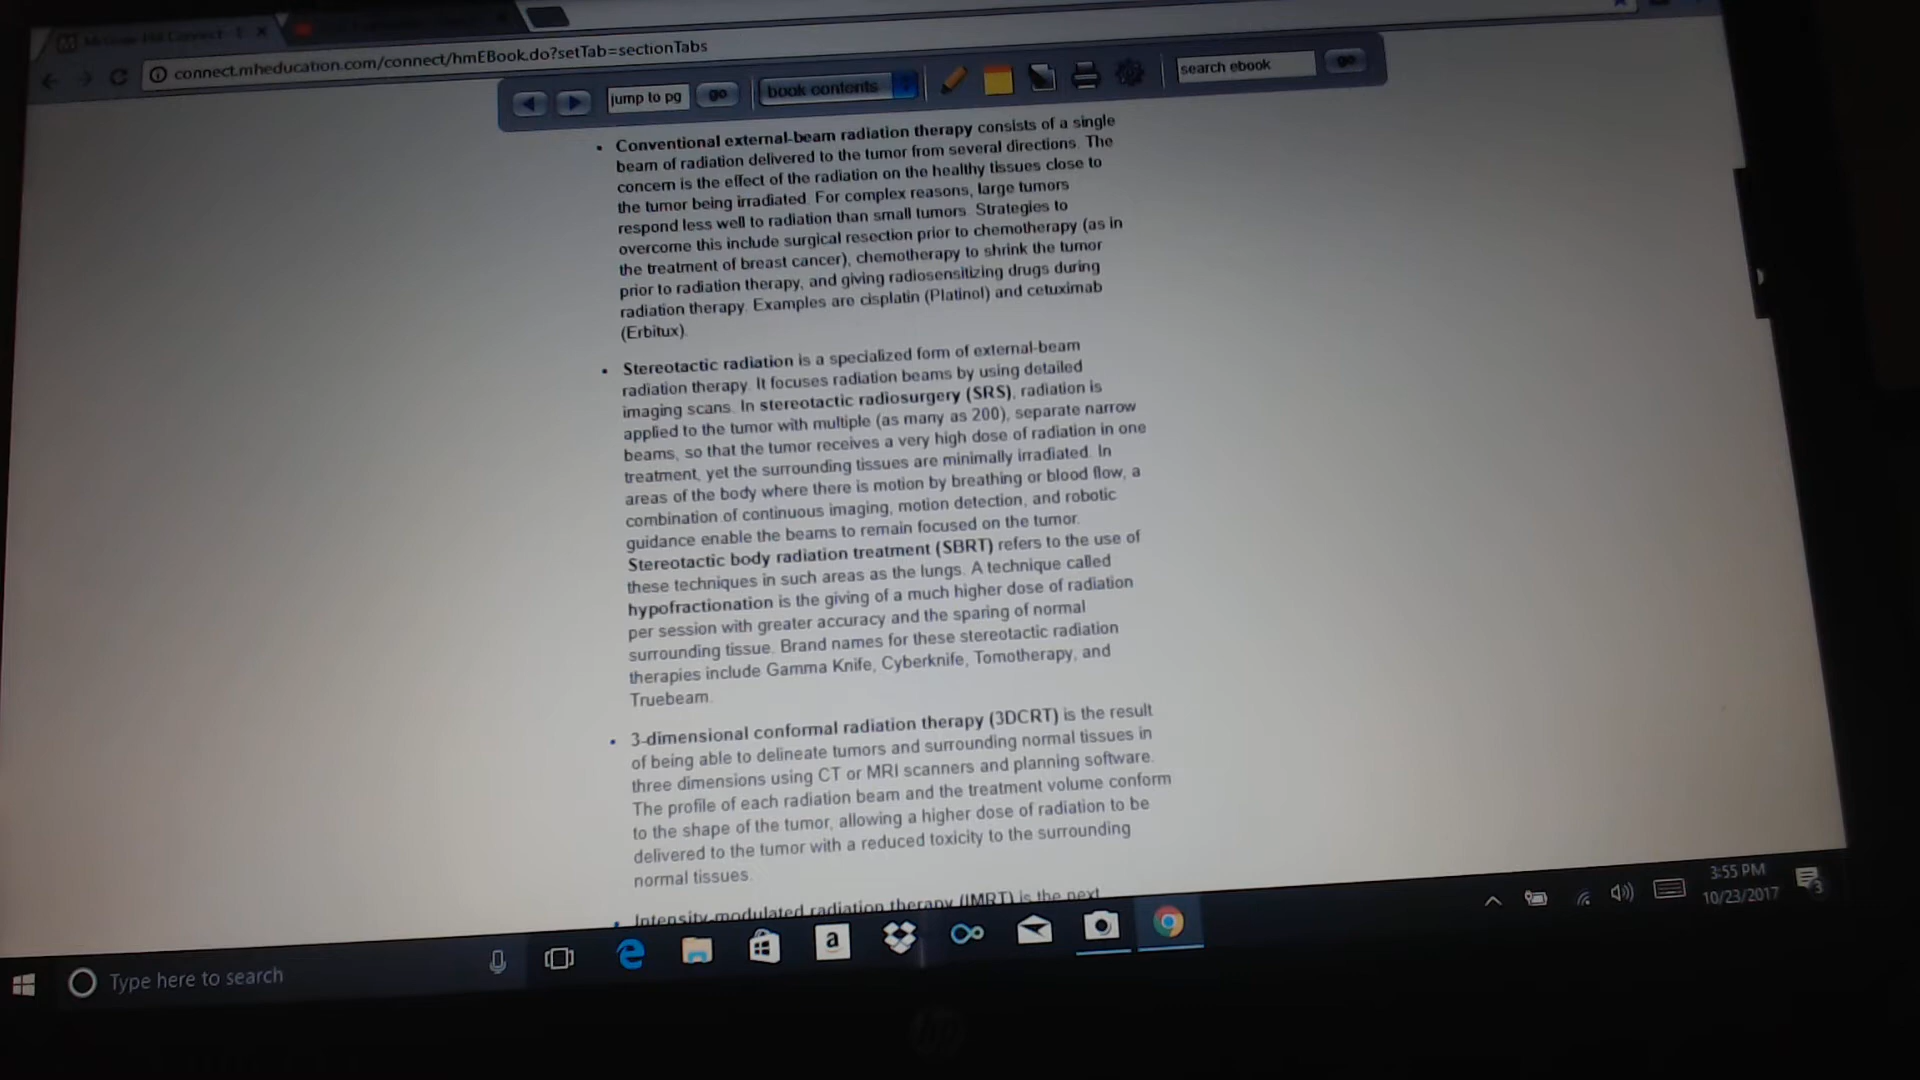 connect.mheducation.com/connect/hmEBook.do?setTab=sectionTabs
jump to pg
go
book contents
search ebook
go
• Conventional external-beam radiation therapy consists of a single
beam of radiation delivered to the tumor from several directions. The
concern is the effect of the radiation on the healthy tissues close to
the tumor being irradiated. For complex reasons, large tumors
respond less well to radiation than small tumors. Strategies to
overcome this include surgical resection prior to chemotherapy (as in
the treatment of breast cancer), chemotherapy to shrink the tumor
prior to radiation therapy, and giving radiosensitizing drugs during
radiation therapy. Examples are cisplatin (Platinol) and cetuximab
(Erbitux).
• Stereotactic radiation is a specialized form of external-beam
radiation therapy. It focuses radiation beams by using detailed
imaging scans. In stereotactic radiosurgery (SRS), radiation is
applied to the tumor with multiple (as many as 200), separate narrow
beams, so that the tumor receives a very high dose of radiation in one
treatment, yet the surrounding tissues are minimally irradiated. In
areas of the body where there is motion by breathing or blood flow, a
combination of continuous imaging, motion detection, and robotic
guidance enable the beams to remain focused on the tumor.
Stereotactic body radiation treatment (SBRT) refers to the use of
these techniques in such areas as the lungs. A technique called
hypofractionation is the giving of a much higher dose of radiation
per session with greater accuracy and the sparing of normal
surrounding tissue. Brand names for these stereotactic radiation
therapies include Gamma Knife, Cyberknife, Tomotherapy, and
Truebeam.
• 3-dimensional conformal radiation therapy (3DCRT) is the result
of being able to delineate tumors and surrounding normal tissues in
three dimensions using CT or MRI scanners and planning software.
The profile of each radiation beam and the treatment volume conform
to the shape of the tumor, allowing a higher dose of radiation to be
delivered to the tumor with a reduced toxicity to the surrounding
normal tissues.
• Intensity-modulated radiation therapy (IMRT) is the next
Type here to search
a
3:55 PM
10/23/2017
3
hp